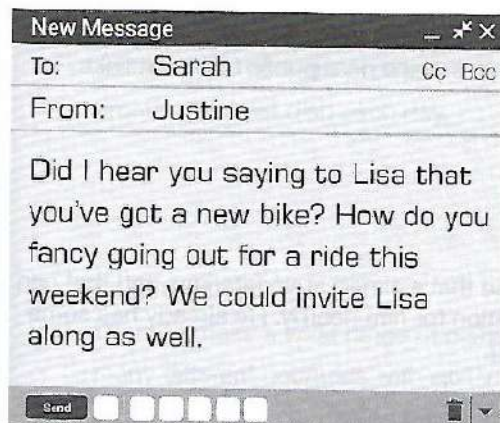 New Message
To: Sarah Cc Bcc
From: Justine
Did I hear you saying to Lisa that
you've got a new bike? How do you
fancy going out for a ride this
weekend? We could invite Lisa
along as well.
Send